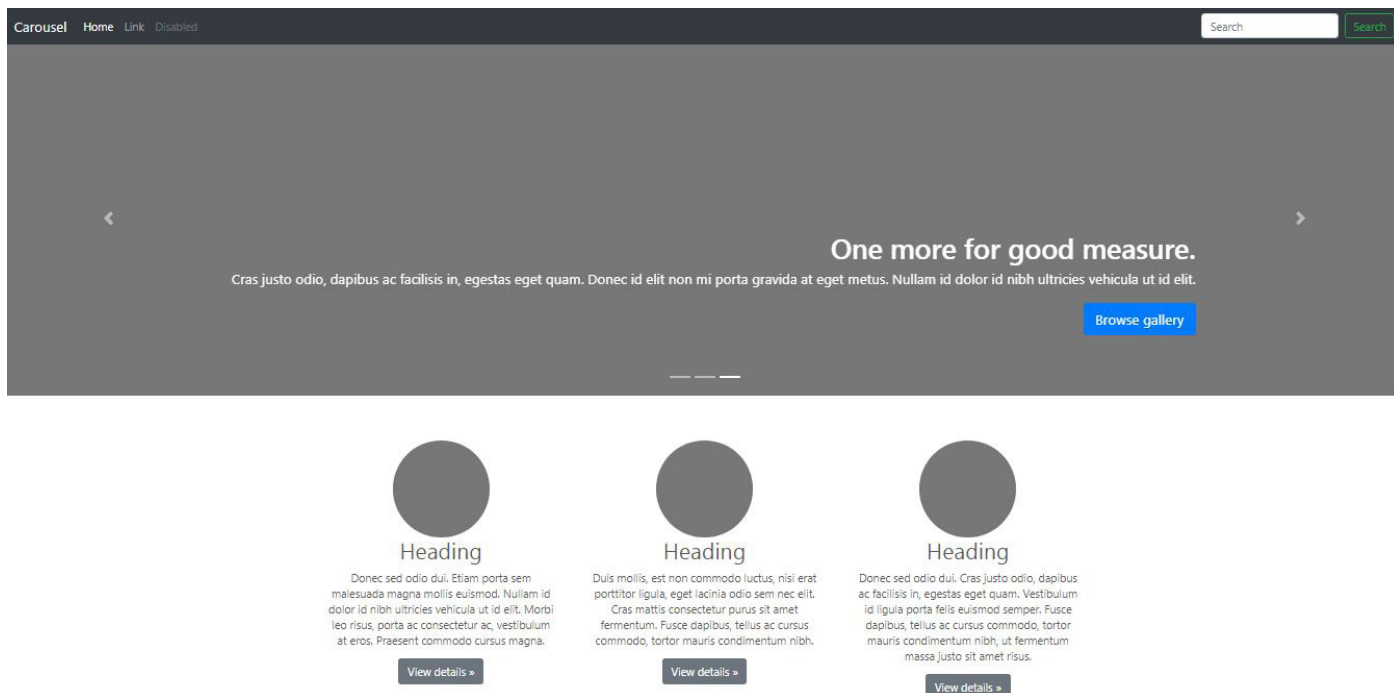 Carousel Home Link Disabled Search Search
One more for good measure.
Cras justo odio, dapibus ac facilisis in, egestas eget quam. Donec id elit non mi porta gravida at eget metus. Nullam id dolor id nibh ultricies vehicula ut id elit.
Browse gallery
Heading
Donec sed odio dui. Etiam porta sem
malesuada magna mollis euismod. Nullam id
dolor id nibh ultricies vehicula ut id elit. Morbi
leo risus, porta ac consectetur ac, vestibulum
at eros. Praesent commodo cursus magna.
View details »
Heading
Duis mollis, est non commodo luctus, nisi erat
porttitor ligula, eget lacinia odio sem nec elit.
Cras mattis consectetur purus sit amet
fermentum. Fusce dapibus, tellus ac cursus
commodo, tortor mauris condimentum nibh.
View details »
Heading
Donec sed odio dui. Cras justo odio, dapibus
ac facilisis in, egestas eget quam. Vestibulum
id ligula porta felis euismod semper. Fusce
dapibus, tellus ac cursus commodo, tortor
mauris condimentum nibh, ut fermentum
massa justo sit amet risus.
View details »